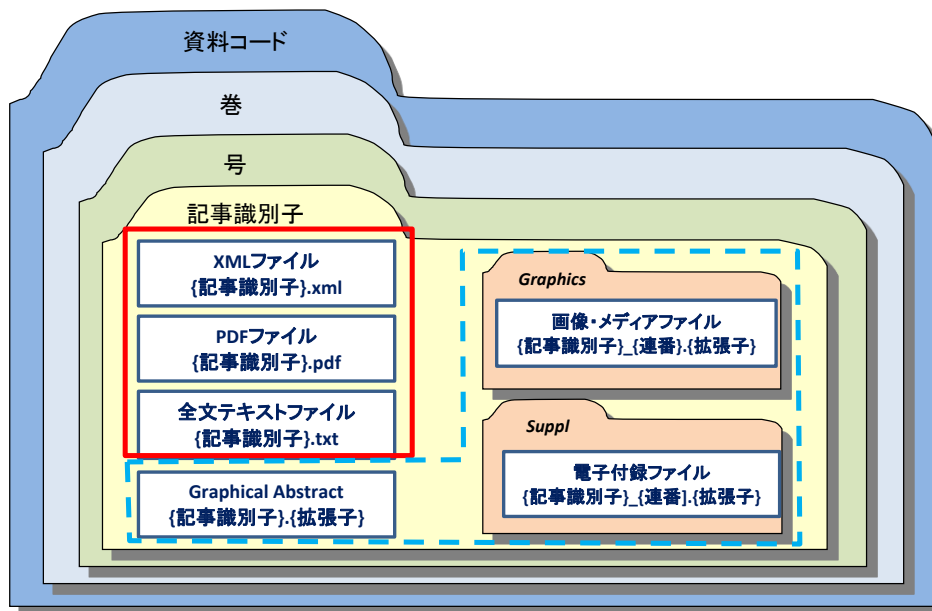 資料コード
巻
号
記事識別子
XMLファイル
{記事識別子}.xml
PDFファイル
{記事識別子}.pdf
全文テキストファイル
{記事識別子}.txt
Graphical Abstract
{記事識別子}.{拡張子}
Graphics
画像・メディアファイル
{記事識別子}_{連番}.{拡張子}
Suppl
電子付録ファイル
{記事識別子}_{連番].{拡張子}